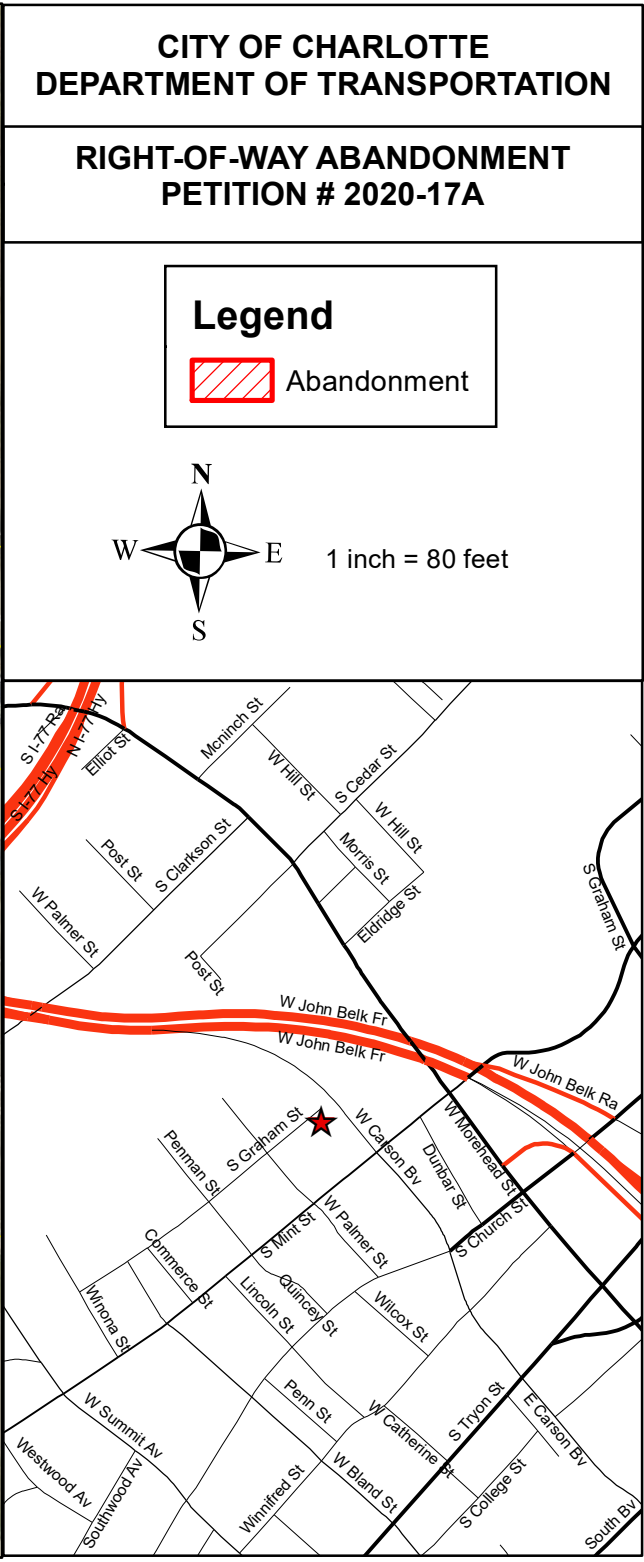 CITY OF CHARLOTTE
DEPARTMENT OF TRANSPORTATION
RIGHT-OF-WAY ABANDONMENT
PETITION # 2020-17A
Legend
Abandonment
N
W
E
S
1 inch = 80 feet
S I-77 Ra
N I-77 Hy
S I-77 Hy
Elliot St
Mcninch St
W Hill St
S Cedar St
W Hill St
Morris St
Eldridge St
Post St
S Clarkson St
W Palmer St
Post St
S Graham St
W John Belk Fr
W John Belk Fr
W John Belk Ra
S Graham St
Penman St
W Carson Bv
W Morehead St
Dunbar St
S Church St
S Mint St
W Palmer St
Commerce St
Winona St
Lincoln St
Quincey St
Wilcox St
Penn St
W Catherine St
S Tryon St
E Carson Bv
W Summit Av
Westwood Av
Southwood Av
Winnifred St
W Bland St
S College St
South Bv